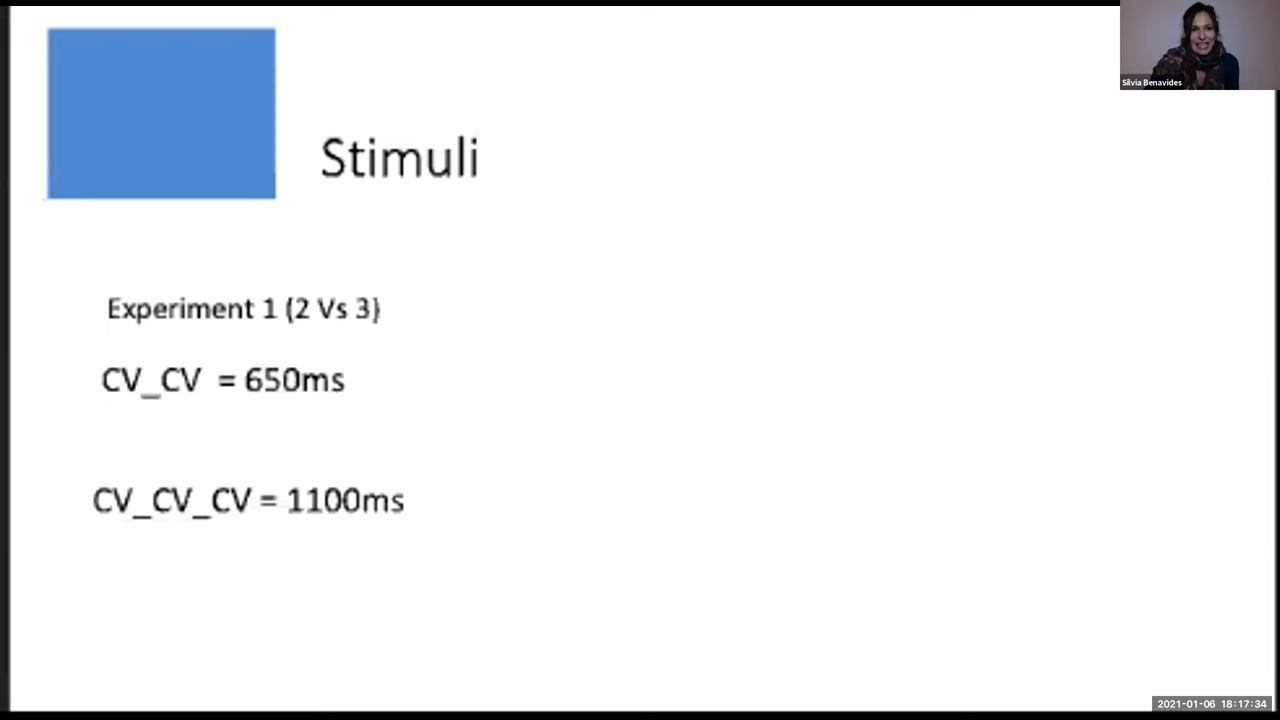 Silvia Benavides
Stimuli
Experiment 1 (2 Vs 3)
CV_CV = 650ms
CV_CV_CV = 1100ms
2021-01-06 18:17:34